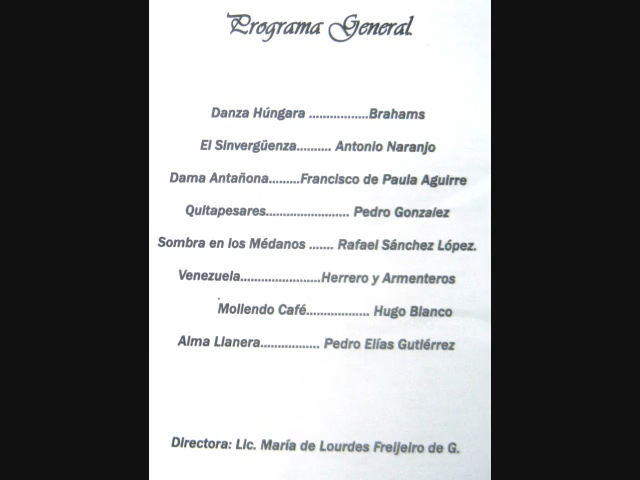 Programa General.
Danza Húngara .................Brahams
El Sinvergüenza.......... Antonio Naranjo
Dama Antañona.........Francisco de Paula Aguirre
Quitapesares........................ Pedro Gonzalez
Sombra en los Médanos ....... Rafael Sánchez López.
Venezuela.......................Herrero y Armenteros
Moliendo Café.................. Hugo Blanco
Alma Llanera................. Pedro Elías Gutiérrez
Directora: Lic. María de Lourdes Freijeiro de G.